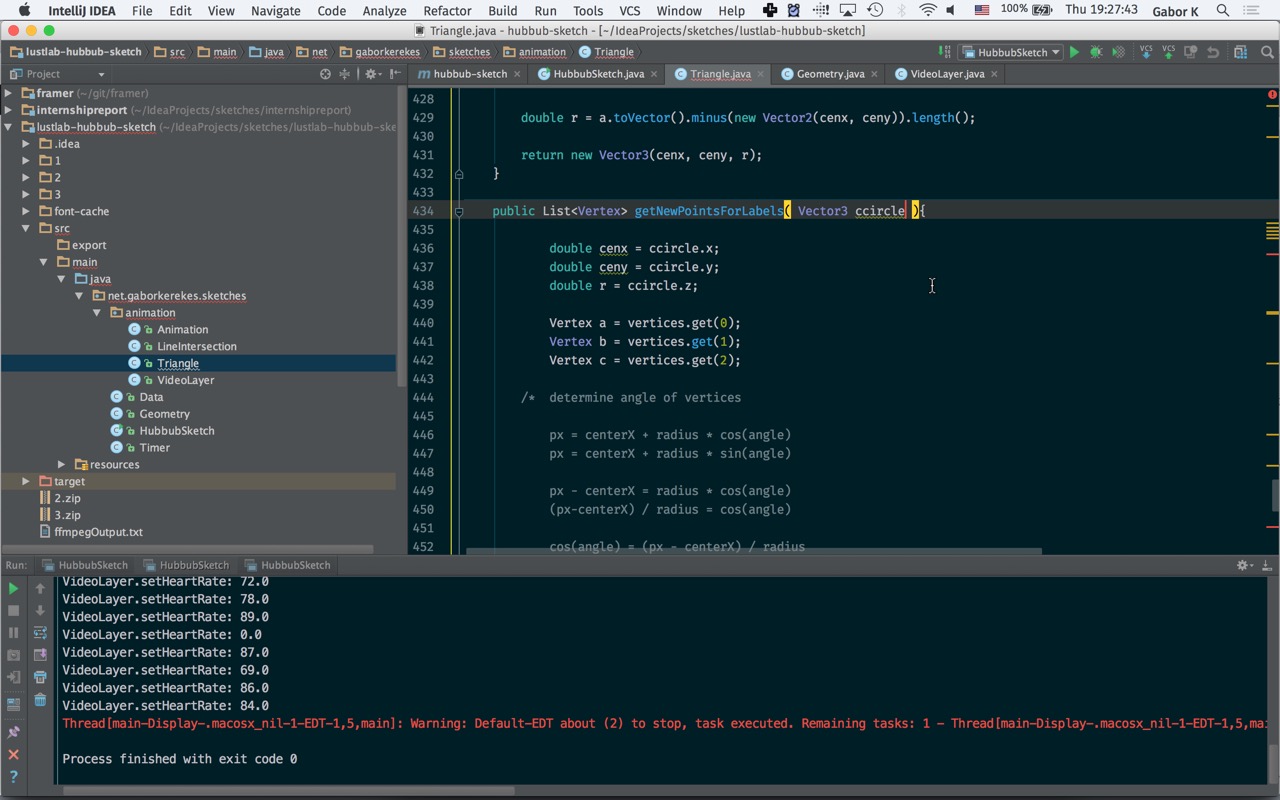 IntelliJ IDEA File Edit View Navigate Code Analyze Refactor Build Run Tools VCS Window Help 100% Thu 19:27:43 Gabor K
Triangle.java - hubbub-sketch - [~/IdeaProjects/sketches/lustlab-hubbub-sketch]
lustlab-hubbub-sketch src main java net gaborkerekes sketches animation Triangle HubbubSketch VCS VCS
Project
m hubbub-sketch HubbubSketch.java Triangle.java Geometry.java VideoLayer.java
framer (~/git/framer)
internshipreport (~/IdeaProjects/sketches/internshipreport)
lustlab-hubbub-sketch (~/IdeaProjects/sketches/lustlab-hubbub-ske
.idea
1
2
3
font-cache
src
export
main
java
net.gaborkerekes.sketches
animation
Animation
LineIntersection
Triangle
VideoLayer
Data
Geometry
HubbubSketch
Timer
resources
target
2.zip
3.zip
ffmpegOutput.txt
428
429 double r = a.toVector().minus(new Vector2(cenx, ceny)).length();
430
431 return new Vector3(cenx, ceny, r);
432 }
433
434 public List<Vertex> getNewPointsForLabels( Vector3 ccircle ){
435
436 double cenx = ccircle.x;
437 double ceny = ccircle.y;
438 double r = ccircle.z;
439
440 Vertex a = vertices.get(0);
441 Vertex b = vertices.get(1);
442 Vertex c = vertices.get(2);
443
444 /* determine angle of vertices
445
446 px = centerX + radius * cos(angle)
447 px = centerX + radius * sin(angle)
448
449 px - centerX = radius * cos(angle)
450 (px-centerX) / radius = cos(angle)
451
452 cos(angle) = (px - centerX) / radius
Run: HubbubSketch HubbubSketch HubbubSketch
VideoLayer.setHeartRate: 72.0
VideoLayer.setHeartRate: 78.0
VideoLayer.setHeartRate: 89.0
VideoLayer.setHeartRate: 0.0
VideoLayer.setHeartRate: 87.0
VideoLayer.setHeartRate: 69.0
VideoLayer.setHeartRate: 86.0
VideoLayer.setHeartRate: 84.0
Thread[main-Display-.macosx_nil-1-EDT-1,5,main]: Warning: Default-EDT about (2) to stop, task executed. Remaining tasks: 1 - Thread[main-Display-.macosx_nil-1-EDT-1,5,mai
Process finished with exit code 0